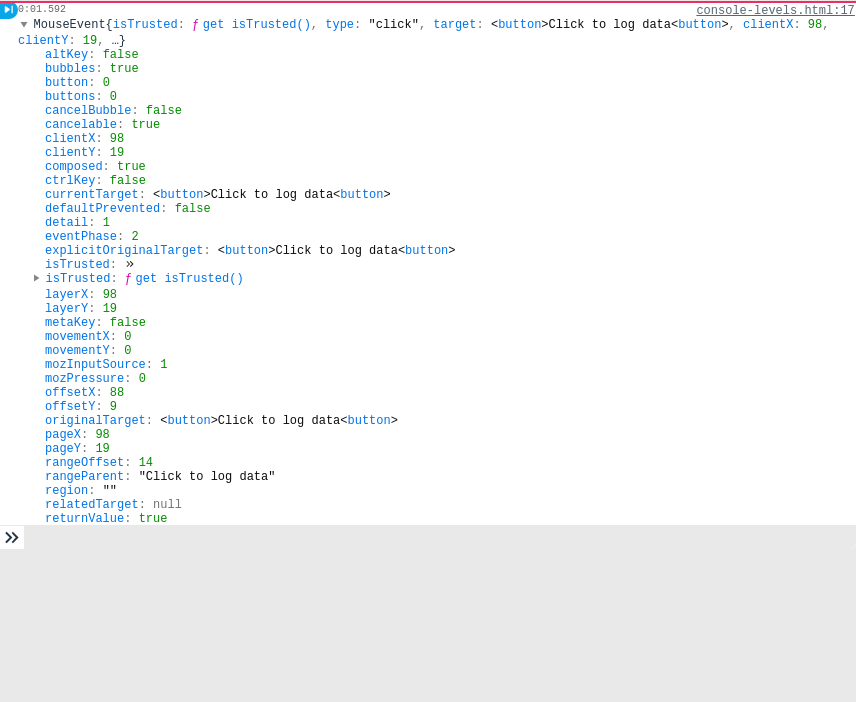 0:01.592
console-levels.html:17
MouseEvent{isTrusted: ƒ get isTrusted(), type: "click", target: <button>Click to log data<button>, clientX: 98,
clientY: 19, …}
altKey: false
bubbles: true
button: 0
buttons: 0
cancelBubble: false
cancelable: true
clientX: 98
clientY: 19
composed: true
ctrlKey: false
currentTarget: <button>Click to log data<button>
defaultPrevented: false
detail: 1
eventPhase: 2
explicitOriginalTarget: <button>Click to log data<button>
isTrusted: »
isTrusted: ƒ get isTrusted()
layerX: 98
layerY: 19
metaKey: false
movementX: 0
movementY: 0
mozInputSource: 1
mozPressure: 0
offsetX: 88
offsetY: 9
originalTarget: <button>Click to log data<button>
pageX: 98
pageY: 19
rangeOffset: 14
rangeParent: "Click to log data"
region: ""
relatedTarget: null
returnValue: true